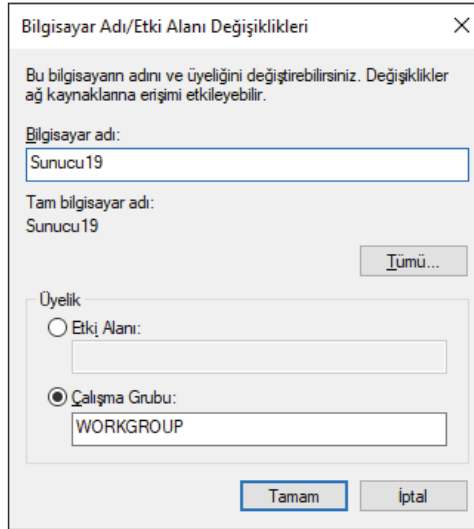 Bilgisayar Adı/Etki Alanı Değişiklikleri
Bu bilgisayarın adını ve üyeliğini değiştirebilirsiniz. Değişiklikler
ağ kaynaklarına erişimi etkileyebilir.
Bilgisayar adı:
Sunucu19
Tam bilgisayar adı:
Sunucu19
Tümü...
Üyelik
Etki Alanı:
Çalışma Grubu:
WORKGROUP
Tamam
İptal